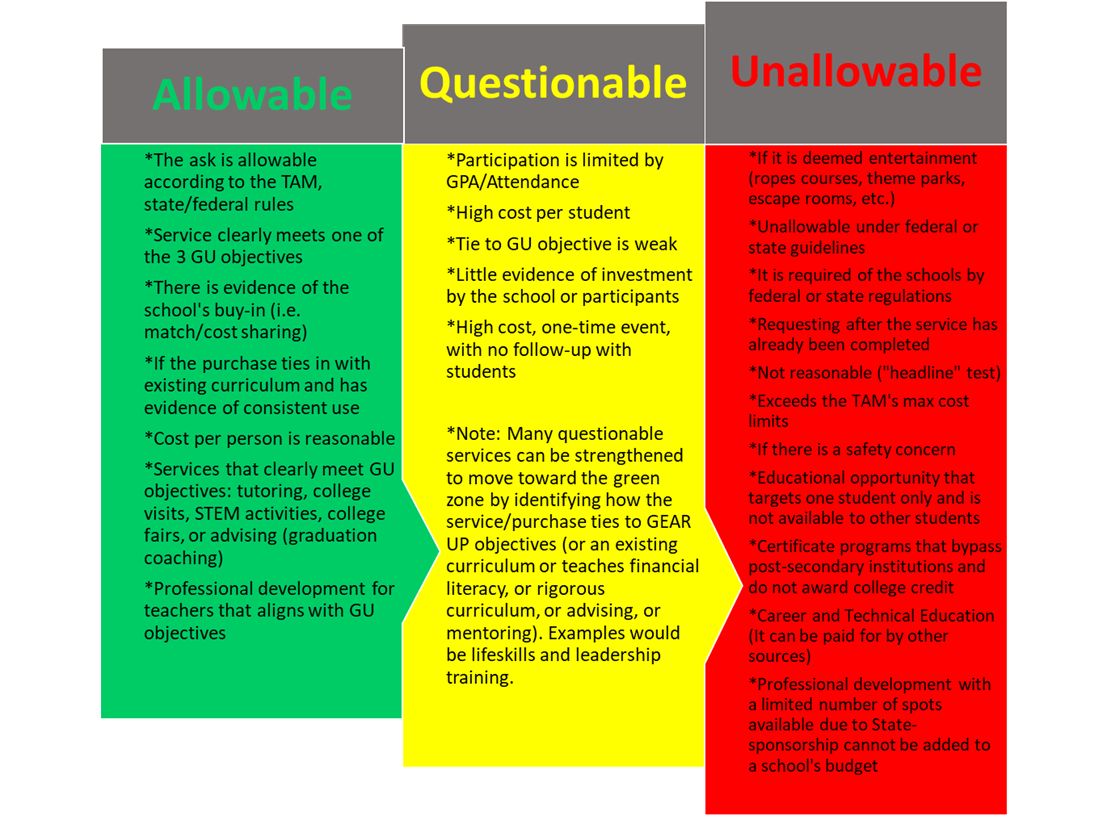 Allowable
*The ask is allowable
according to the TAM,
state/federal rules
*Service clearly meets one of
the 3 GU objectives
*There is evidence of the
school's buy-in (i.e.
match/cost sharing)
*If the purchase ties in with
existing curriculum and has
evidence of consistent use
*Cost per person is reasonable
*Services that clearly meet GU
objectives: tutoring, college
visits, STEM activities, college
fairs, or advising (graduation
coaching)
*Professional development for
teachers that aligns with GU
objectives
Questionable
*Participation is limited by
GPA/Attendance
*High cost per student
*Tie to GU objective is weak
*Little evidence of investment
by the school or participants
*High cost, one-time event,
with no follow-up with
students
*Note: Many questionable
services can be strengthened
to move toward the green
zone by identifying how the
service/purchase ties to GEAR
UP objectives (or an existing
curriculum or teaches financial
literacy, or rigorous
curriculum, or advising, or
mentoring). Examples would
be lifeskills and leadership
training.
Unallowable
*If it is deemed entertainment
(ropes courses, theme parks,
escape rooms, etc.)
*Unallowable under federal or
state guidelines
*It is required of the schools by
federal or state regulations
*Requesting after the service has
already been completed
*Not reasonable ("headline" test)
*Exceeds the TAM's max cost
limits
*If there is a safety concern
*Educational opportunity that
targets one student only and is
not available to other students
*Certificate programs that bypass
post-secondary institutions and
do not award college credit
*Career and Technical Education
(It can be paid for by other
sources)
*Professional development with
a limited number of spots
available due to State-
sponsorship cannot be added to
a school's budget